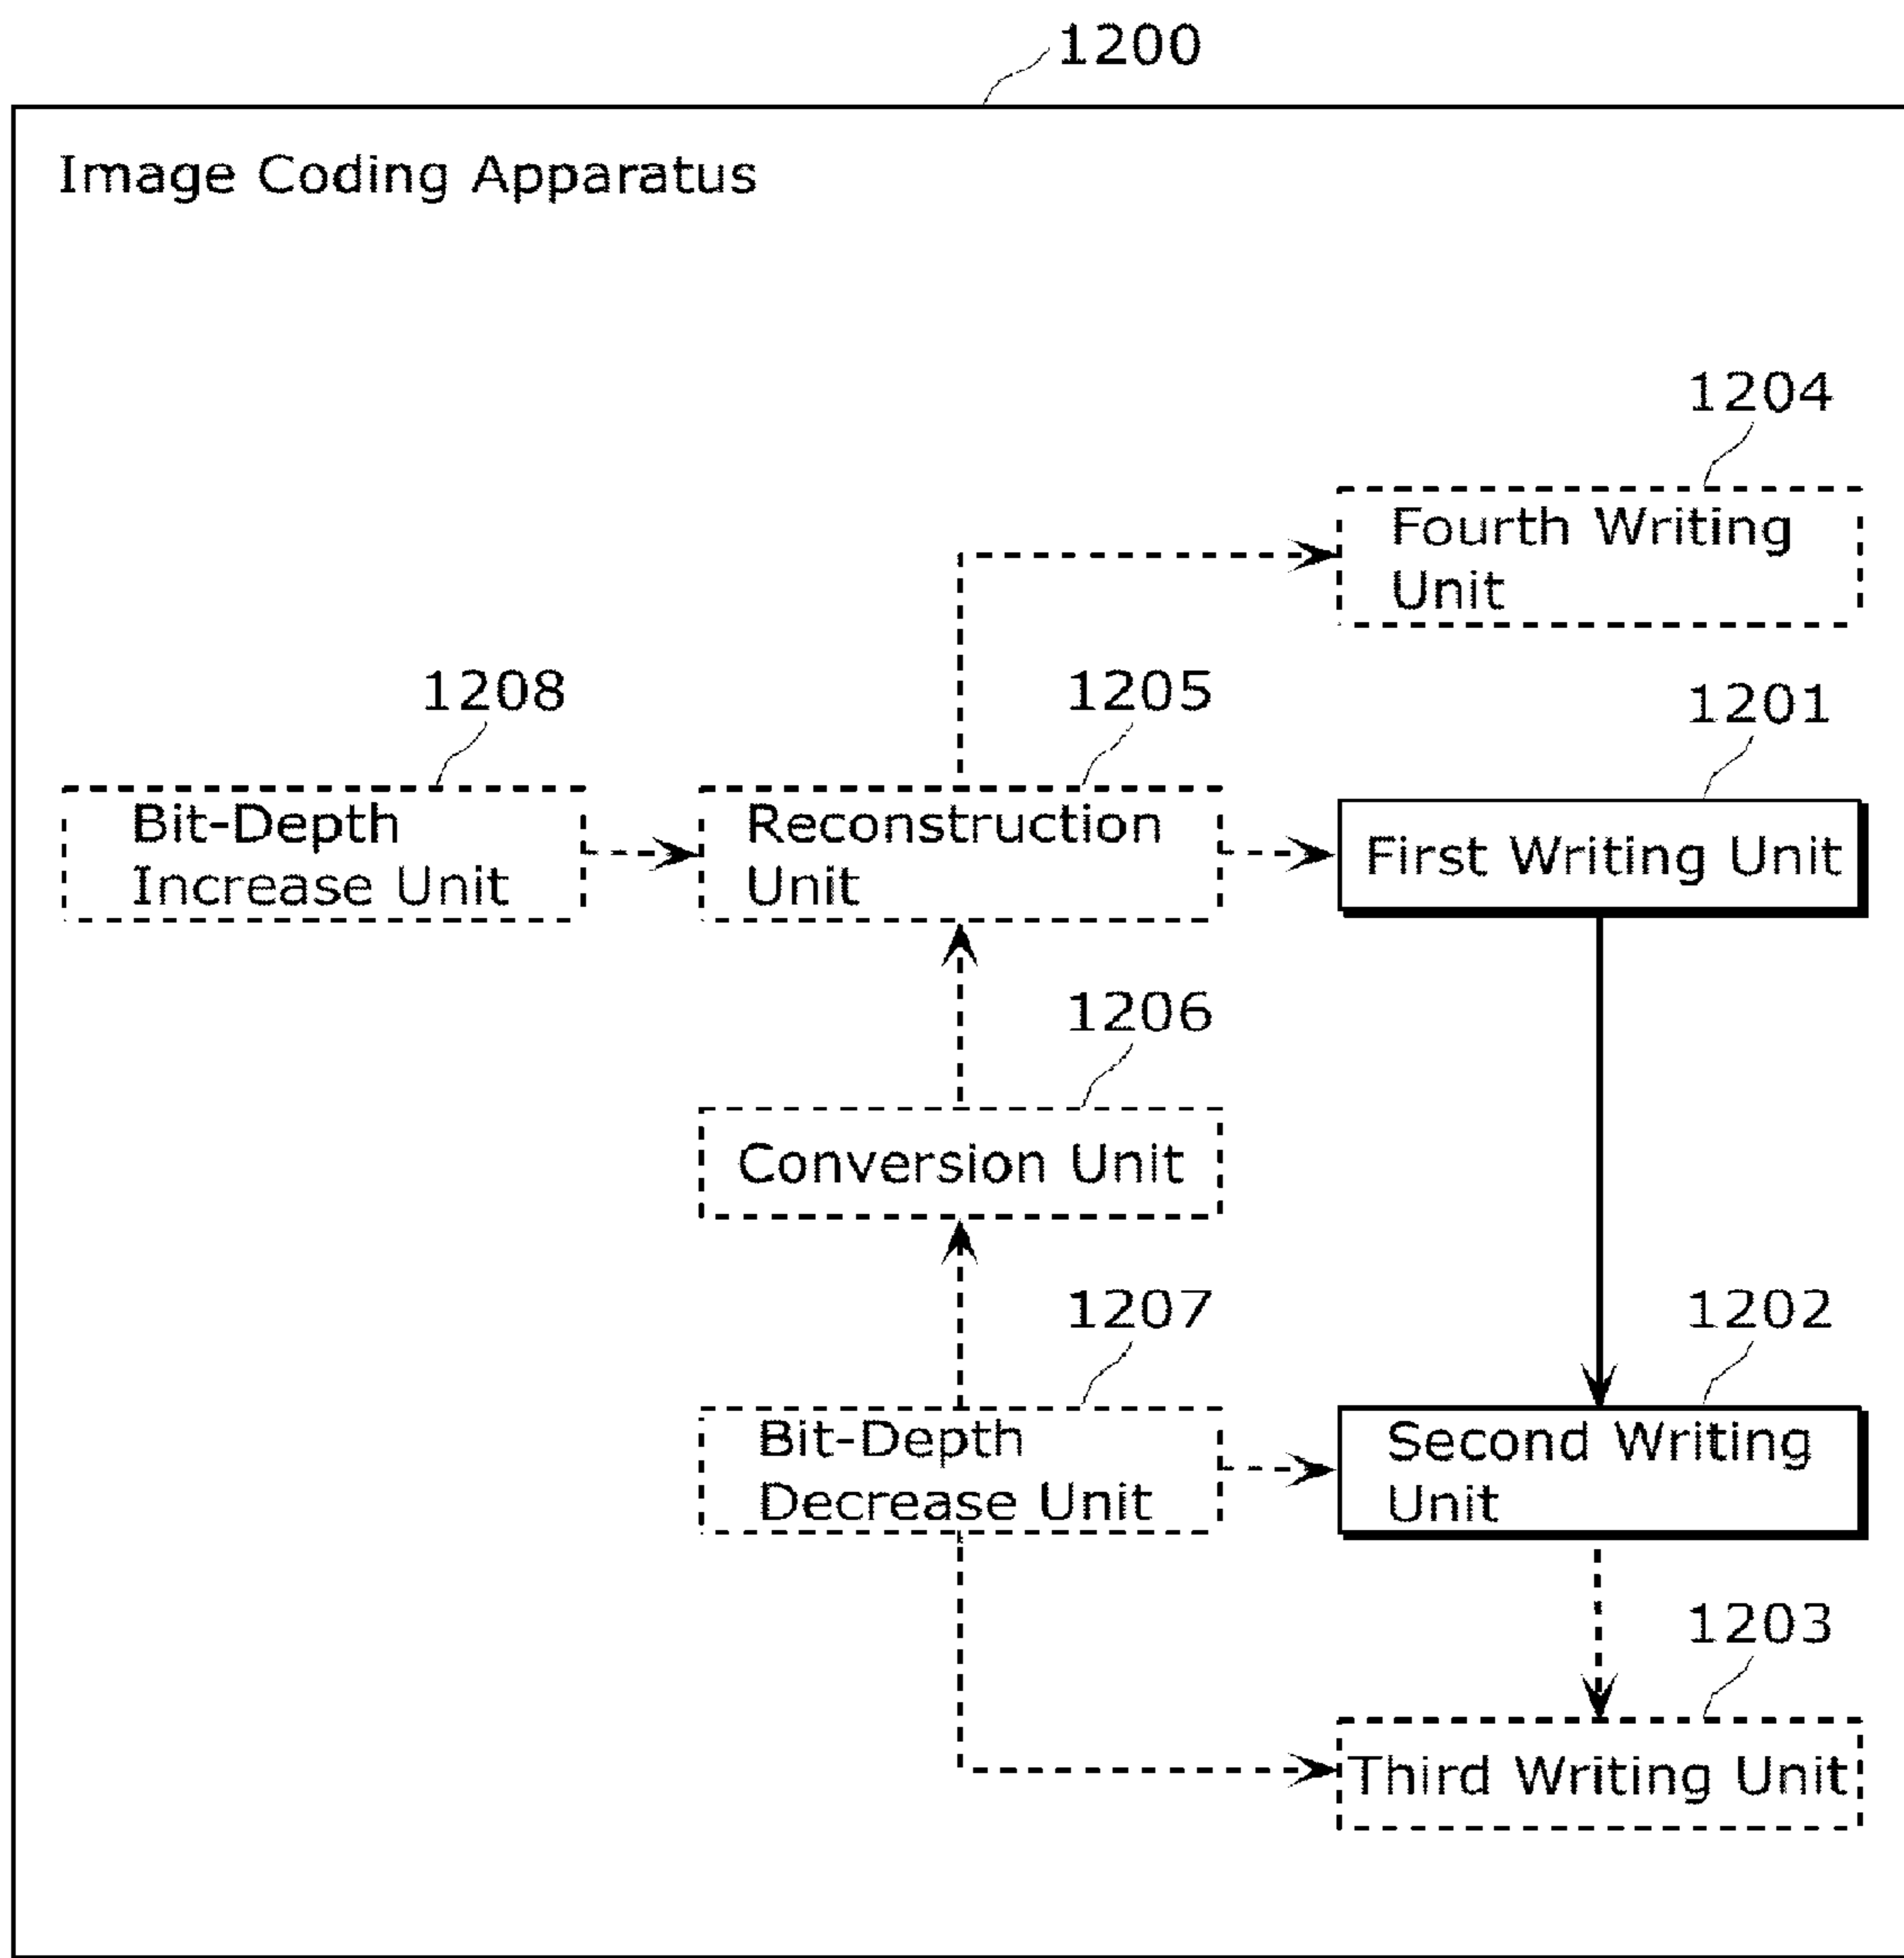 1200
Image Coding Apparatus
1204
Fourth Writing
Unit
1208
1205
1201
Bit-Depth
Increase Unit
Reconstruction
Unit
First Writing Unit
1206
Conversion Unit
1207
1202
Bit-Depth
Decrease Unit
Second Writing
Unit
1203
Third Writing Unit